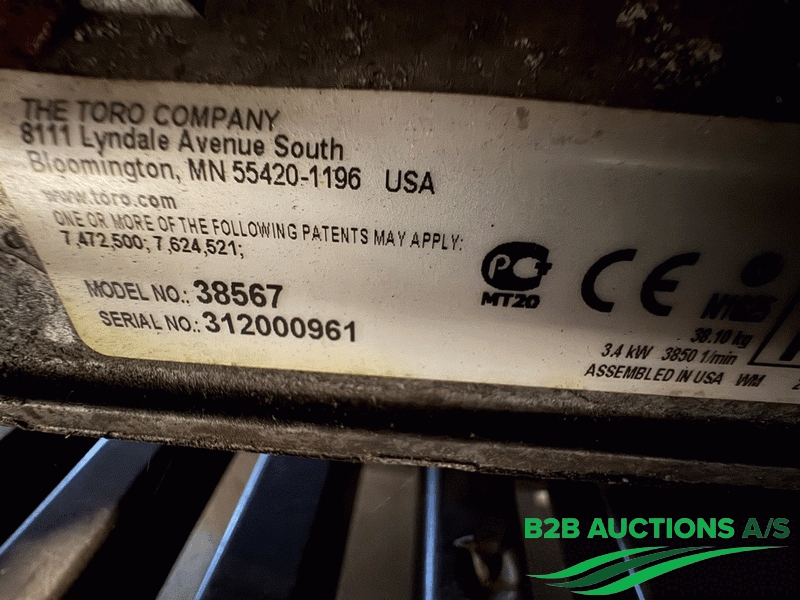 THE TORO COMPANY
8111 Lyndale Avenue South
Bloomington, MN 55420-1196 USA
www.toro.com
ONE OR MORE OF THE FOLLOWING PATENTS MAY APPLY:
7,472,500; 7,624,521;
MODEL NO.: 38567
SERIAL NO.: 312000961
МТ20
CE
38.10 kg
3.4 kW 3850 1/min
ASSEMBLED IN USA WM
B2B AUCTIONS A/S